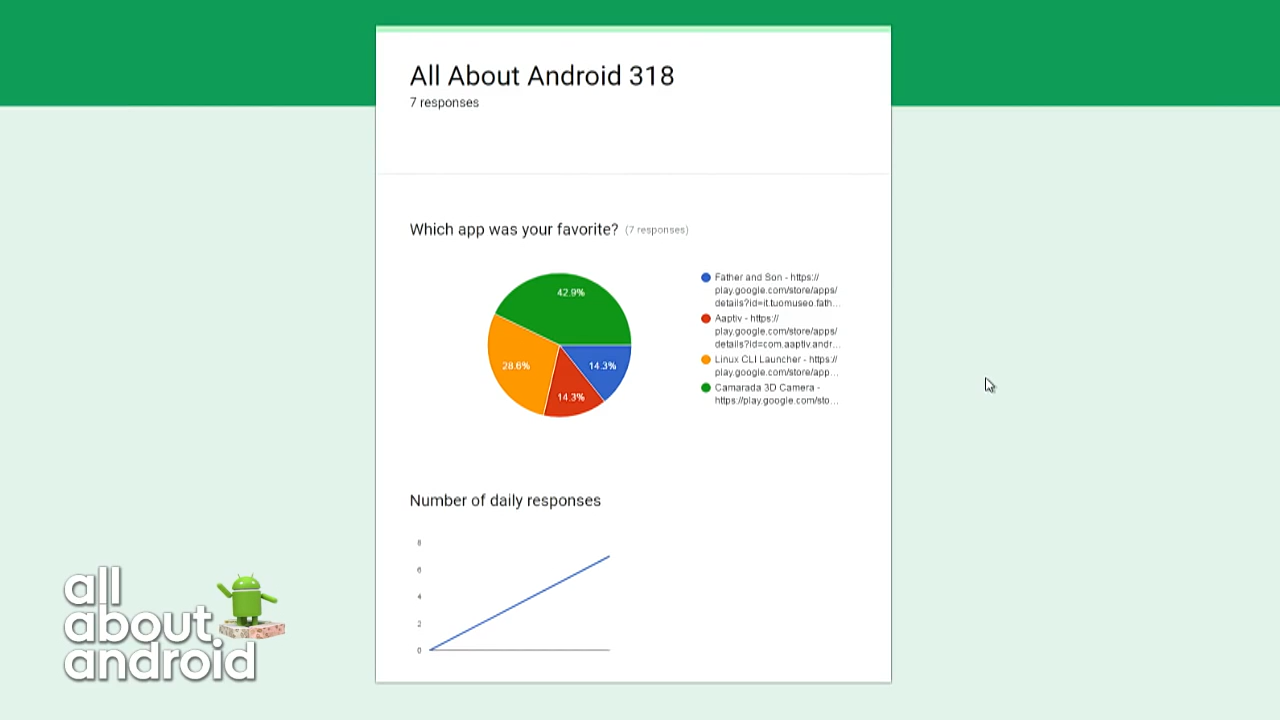 All About Android 318
7 responses
Which app was your favorite? (7 responses)
42.9%
28.6%
14.3%
14.3%
Father and Son - https://
play.google.com/store/apps/
details?id=it.tuomuseo.fath...
Aaptiv - https://
play.google.com/store/apps/
details?id=com.aaptiv.andr...
Linux CLI Launcher - https://
play.google.com/store/app...
Camarada 3D Camera -
https://play.google.com/sto...
Number of daily responses
8
6
4
2
0
all
about
android